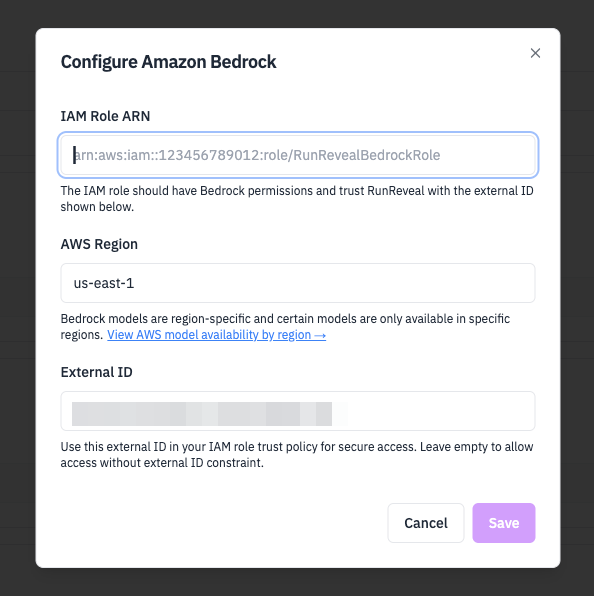 Configure Amazon Bedrock
IAM Role ARN
arn:aws:iam::123456789012:role/RunRevealBedrockRole
The IAM role should have Bedrock permissions and trust RunReveal with the external ID
shown below.
AWS Region
us-east-1
Bedrock models are region-specific and certain models are only available in specific
regions. View AWS model availability by region →
External ID
Use this external ID in your IAM role trust policy for secure access. Leave empty to allow
access without external ID constraint.
Cancel
Save